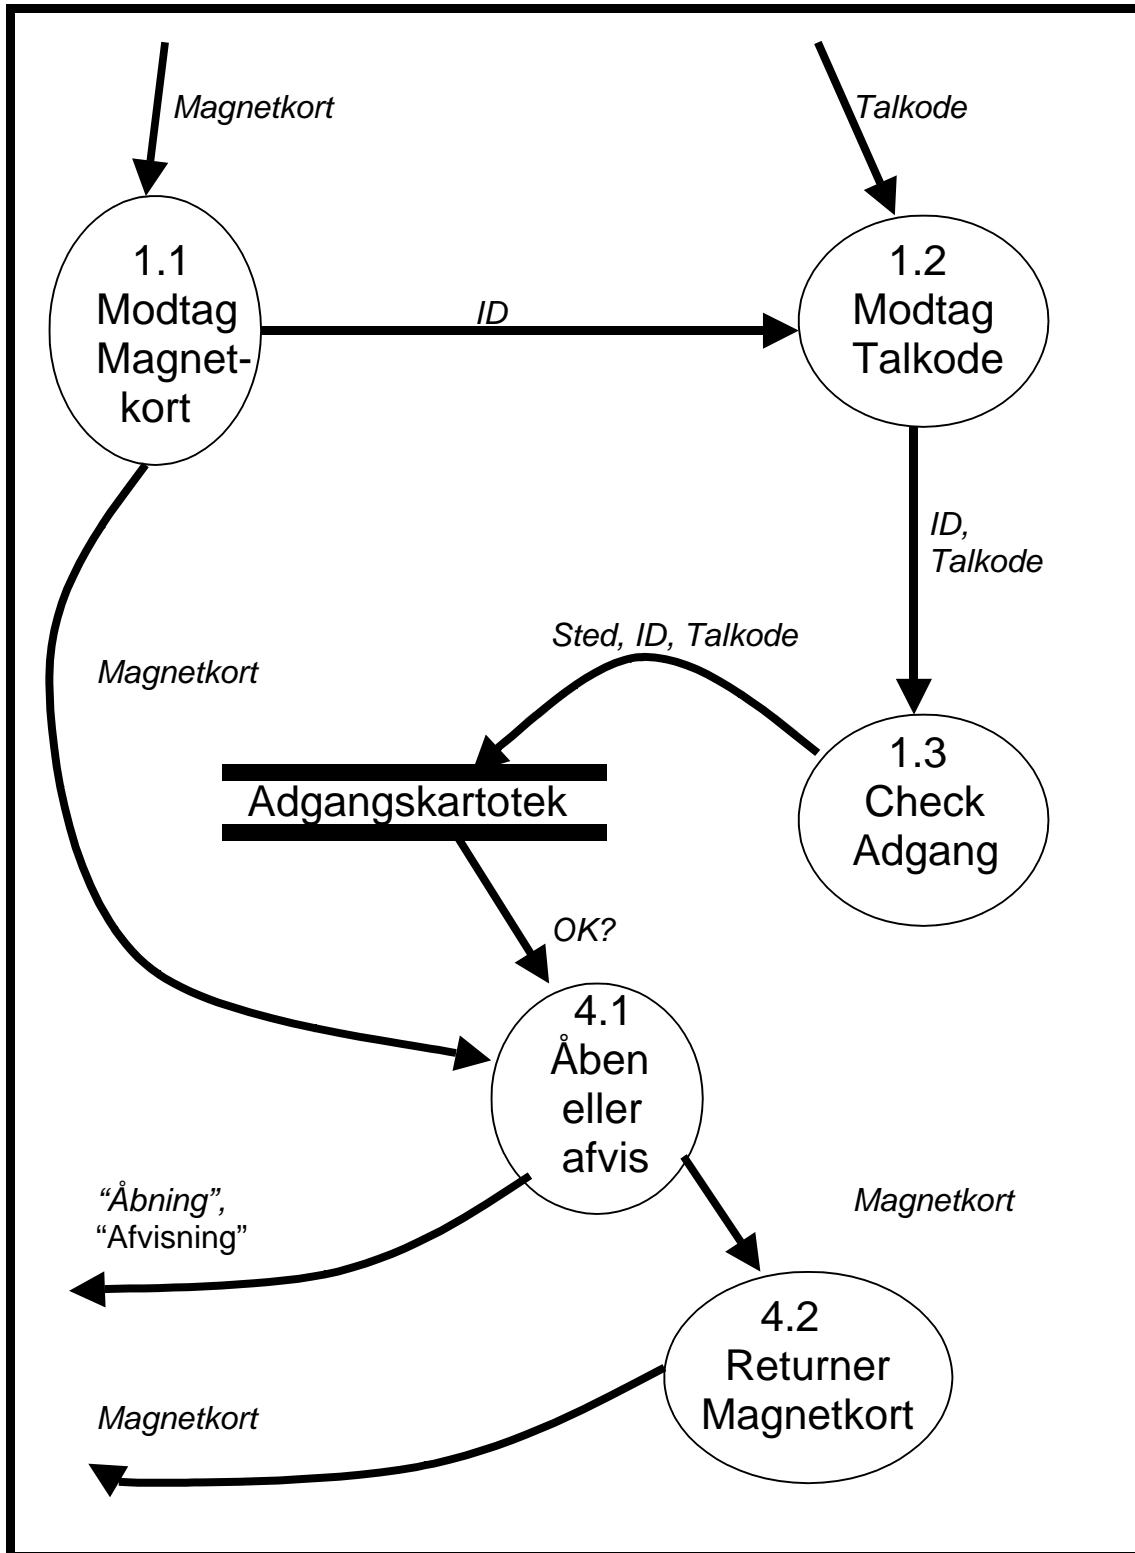 Magnetkort
Talkode
1.1
Modtag
Magnet-
kort
ID
1.2
Modtag
Talkode
ID,
Talkode
Sted, ID, Talkode
Magnetkort
1.3
Check
Adgang
Adgangskartotek
OK?
4.1
Åben
eller
afvis
“Åbning”,
“Afvisning”
Magnetkort
4.2
Returner
Magnetkort
Magnetkort